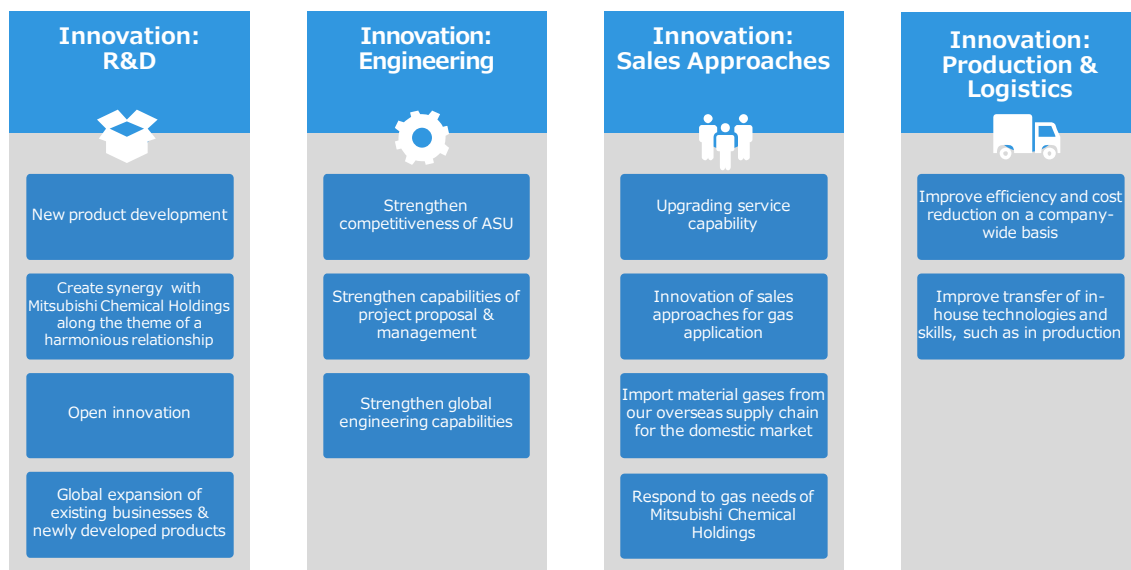 Innovation:
R&D
New product development
Create synergy with
Mitsubishi Chemical Holdings
along the theme of a
harmonious relationship
Open innovation
Global expansion of
existing businesses &
newly developed products
Innovation:
Engineering
Strengthen
competitiveness of ASU
Strengthen capabilities of
project proposal &
management
Strengthen global
engineering capabilities
Innovation:
Sales Approaches
Upgrading service
capability
Innovation of sales
approaches for gas
application
Import material gases from
our overseas supply chain
for the domestic market
Respond to gas needs of
Mitsubishi Chemical
Holdings
Innovation:
Production &
Logistics
Improve efficiency and cost
reduction on a company-
wide basis
Improve transfer of in-
house technologies and
skills, such as in production